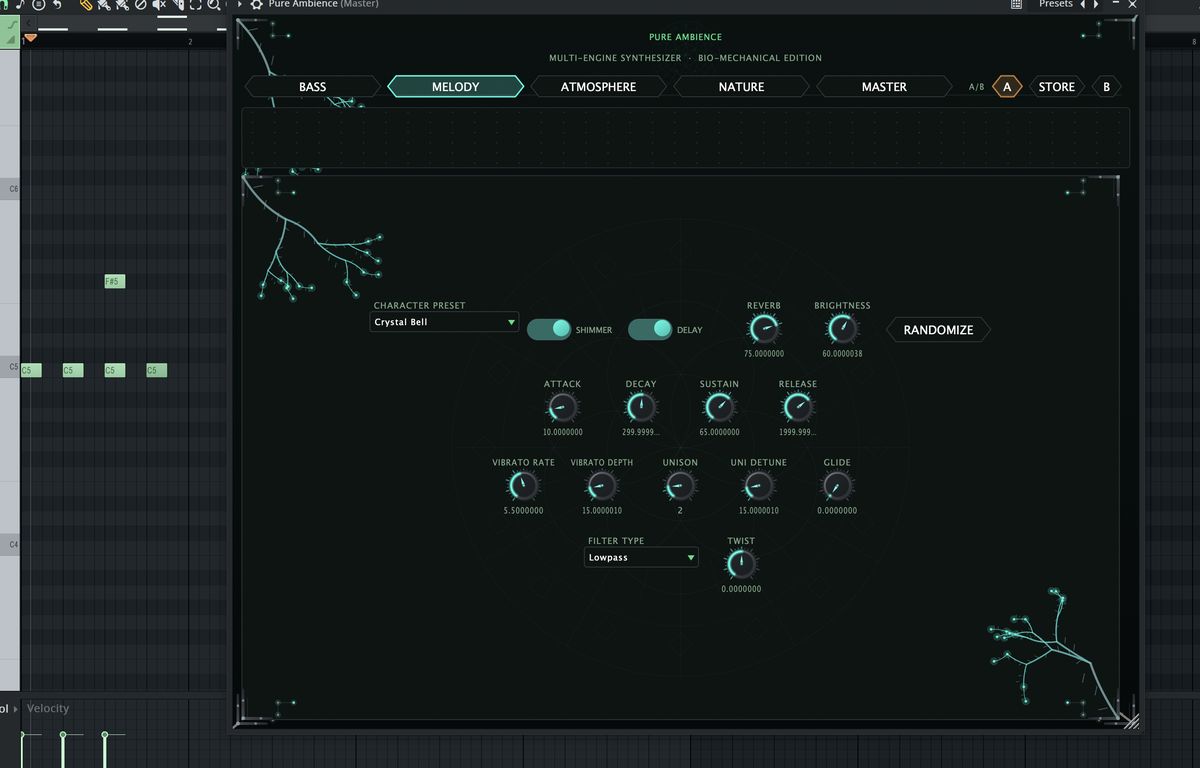 Pure Ambience (Master)
Presets
PURE AMBIENCE
MULTI-ENGINE SYNTHESIZER · BIO-MECHANICAL EDITION
BASS
MELODY
ATMOSPHERE
NATURE
MASTER
A/B
A
STORE
B
1
2
8
C6
F#5
C5
C5
C5
C5
C5
C4
CHARACTER PRESET
Crystal Bell
SHIMMER
DELAY
REVERB
75.0000000
BRIGHTNESS
60.0000038
RANDOMIZE
ATTACK
10.0000000
DECAY
299.9999...
SUSTAIN
65.0000000
RELEASE
1999.999...
VIBRATO RATE
5.5000000
VIBRATO DEPTH
15.0000010
UNISON
2
UNI DETUNE
15.0000010
GLIDE
0.0000000
FILTER TYPE
Lowpass
TWIST
0.0000000
ol
Velocity